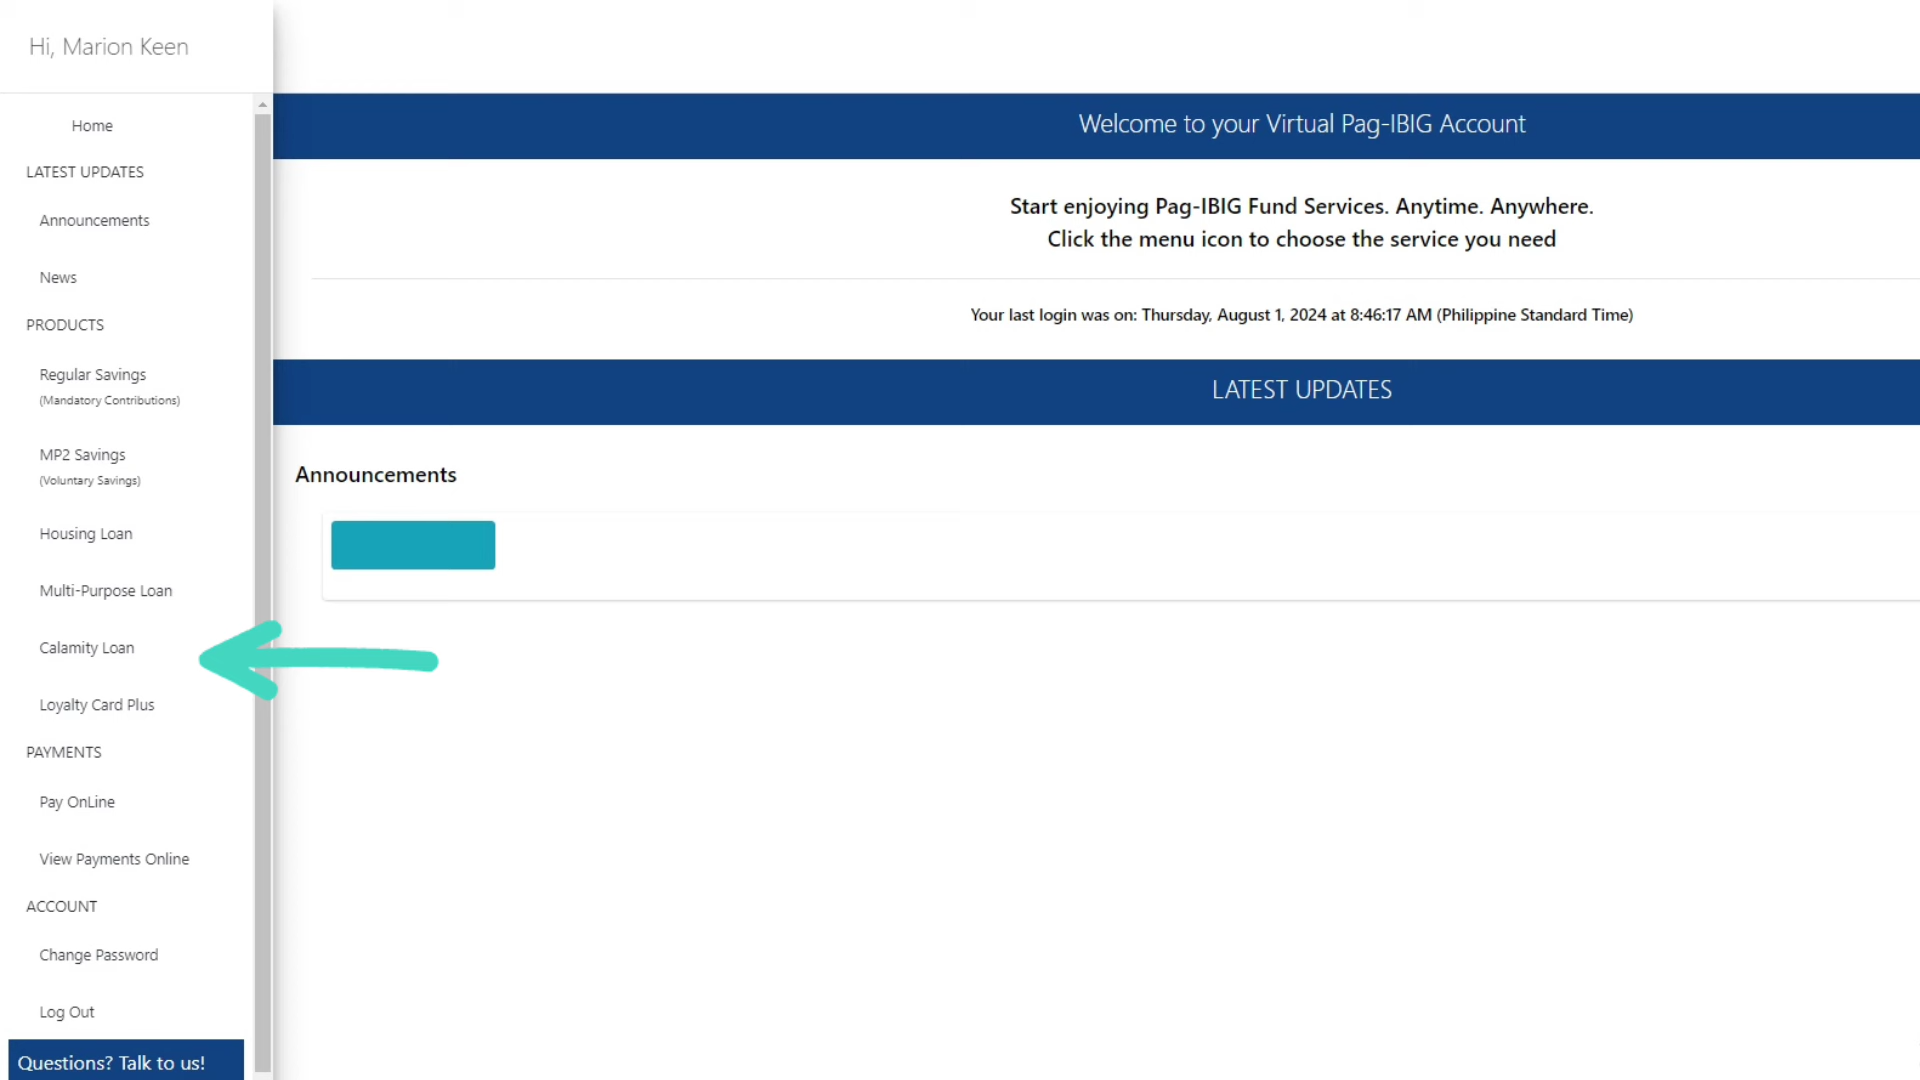 Hi, Marion Keen
Home
LATEST UPDATES
Announcements
News
PRODUCTS
Regular Savings
(Mandatory Contributions)
MP2 Savings
(Voluntary Savings)
Housing Loan
Multi-Purpose Loan
Calamity Loan
Loyalty Card Plus
PAYMENTS
Pay OnLine
View Payments Online
ACCOUNT
Change Password
Log Out
Questions? Talk to us!
Welcome to your Virtual Pag-IBIG Account
Start enjoying Pag-IBIG Fund Services. Anytime. Anywhere.
Click the menu icon to choose the service you need
Your last login was on: Thursday, August 1, 2024 at 8:46:17 AM (Philippine Standard Time)
LATEST UPDATES
Announcements